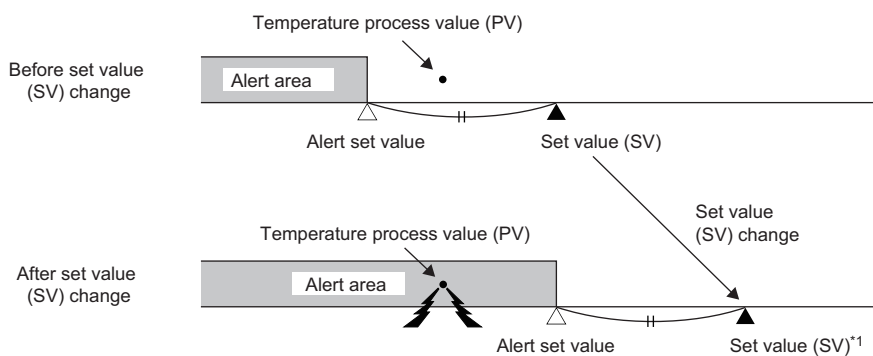 Temperature process value (PV)
Before set value
(SV) change
Alert area
Alert set value
Set value (SV)
Set value
(SV) change
Temperature process value (PV)
After set value
(SV) change
Alert area
Alert set value
Set value (SV)*1